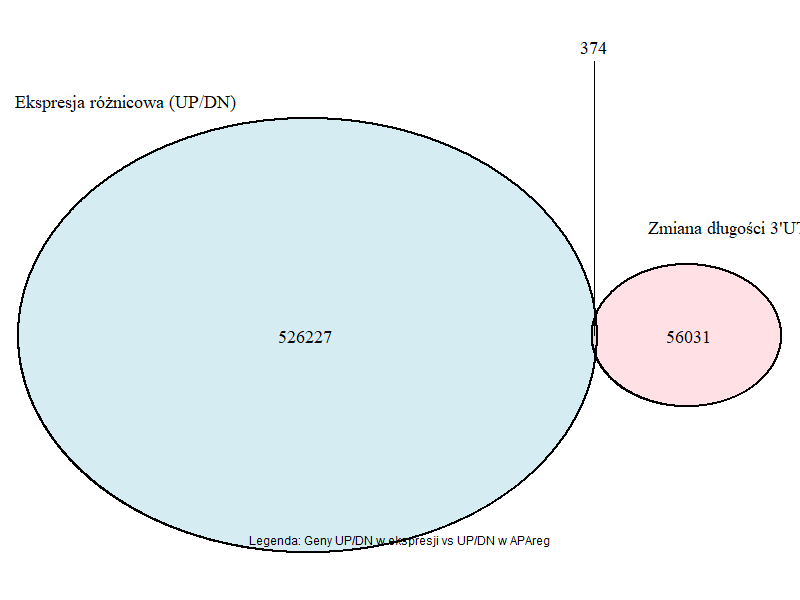 374
Ekspresja różnicowa (UP/DN)
Zmiana długości 3'UT
526227
56031
Legenda: Geny UP/DN w ekspresji vs UP/DN w APAreg